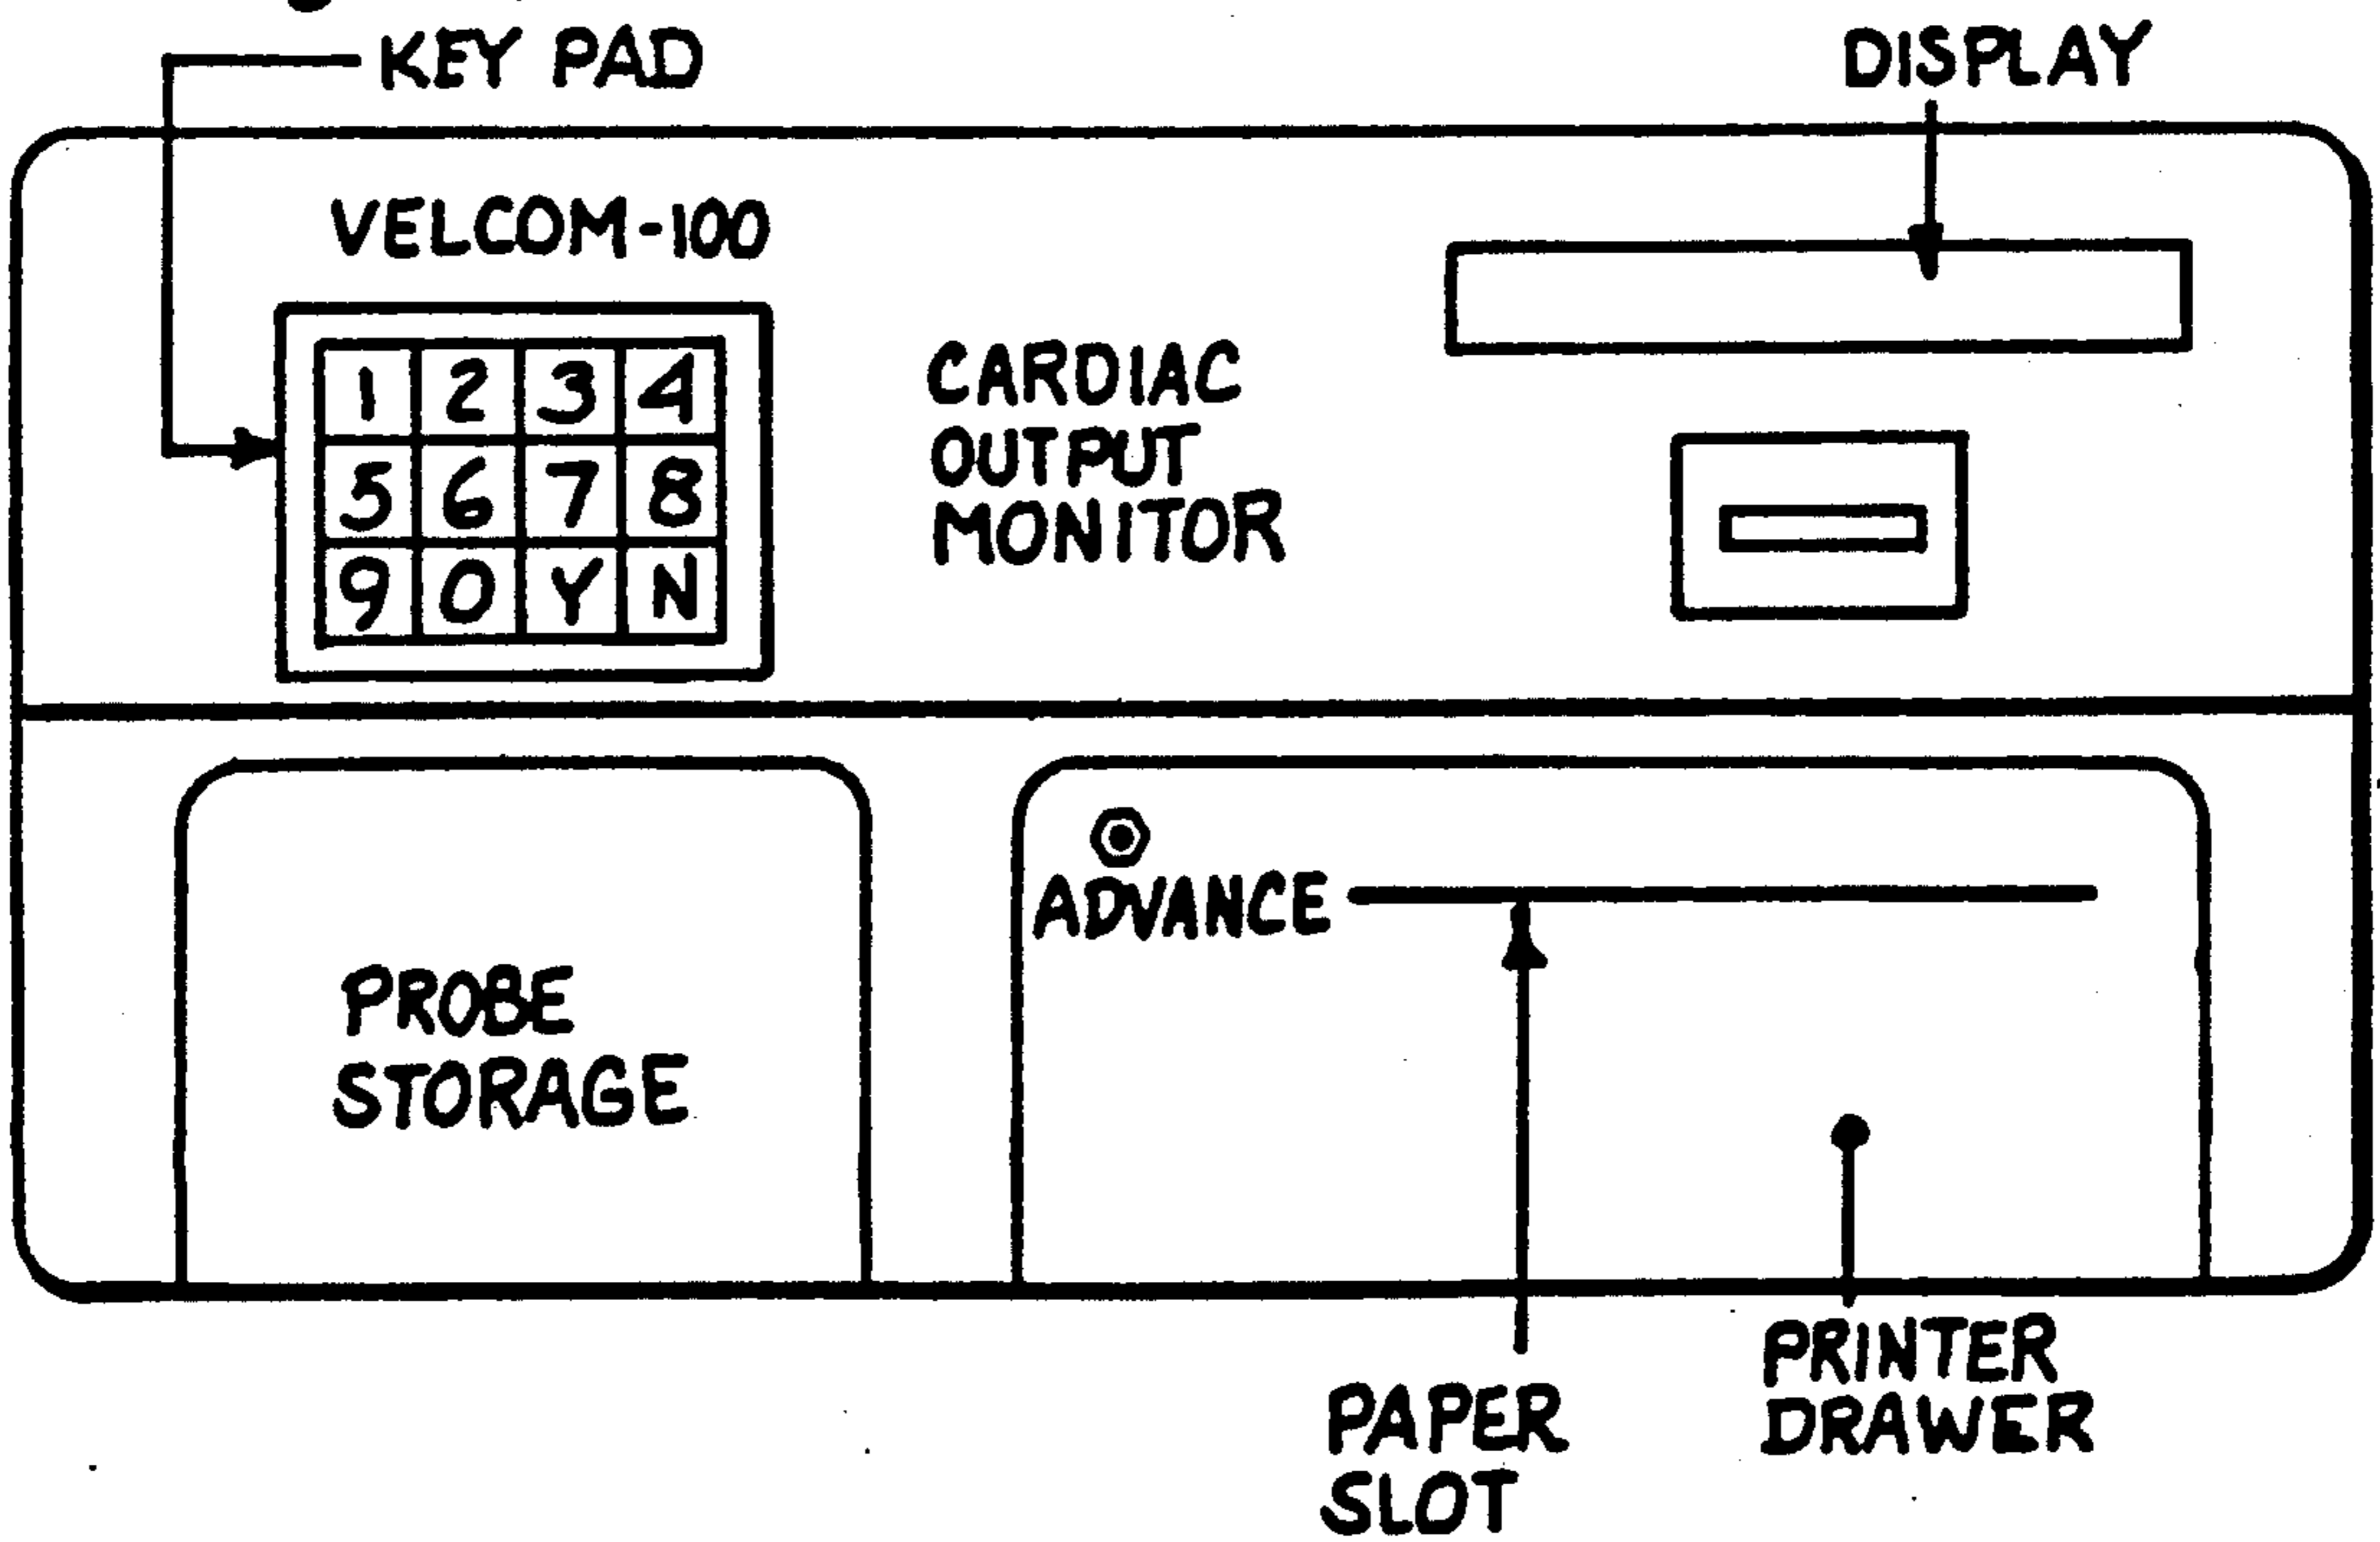 KEY PAD
DISPLAY
VELCOM-100
1 2 3 4
5 6 7 8
9 0 Y N
CARDIAC
OUTPUT
MONITOR
ADVANCE
PROBE
STORAGE
PAPER
SLOT
PRINTER
DRAWER